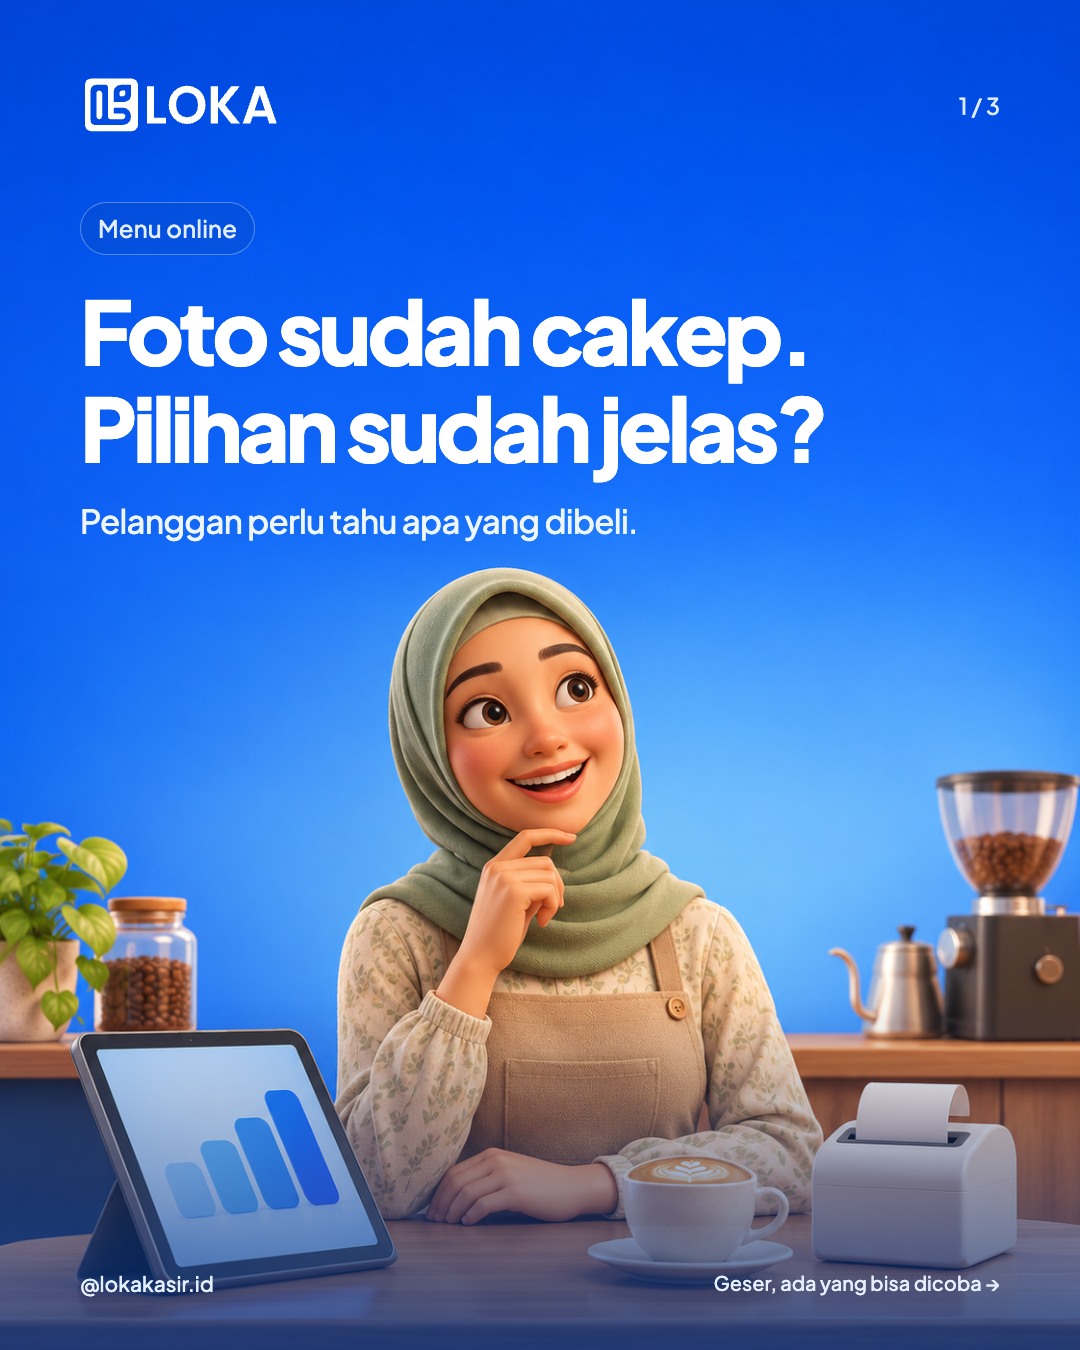 LOKA
1/3
Menu online
Foto sudah cakep.
Pilihan sudah jelas?
Pelanggan perlu tahu apa yang dibeli.
@lokakasir.id
Geser, ada yang bisa dicoba →